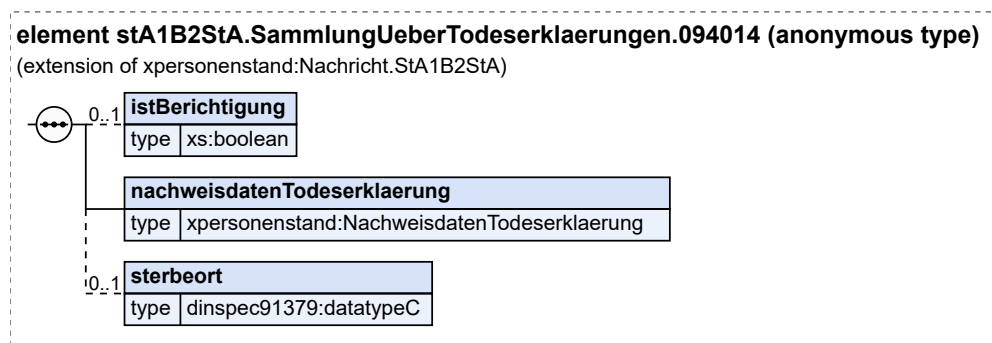 element stA1B2StA.SammlungUeberTodeserklaerungen.094014 (anonymous type)
(extension of xpersonenstand:Nachricht.StA1B2StA)
0..1 istBerichtigung
type xs:boolean
nachweisdatenTodeserklaerung
type xpersonenstand:NachweisdatenTodeserklaerung
0..1 sterbeort
type dinspec91379:datatypeC